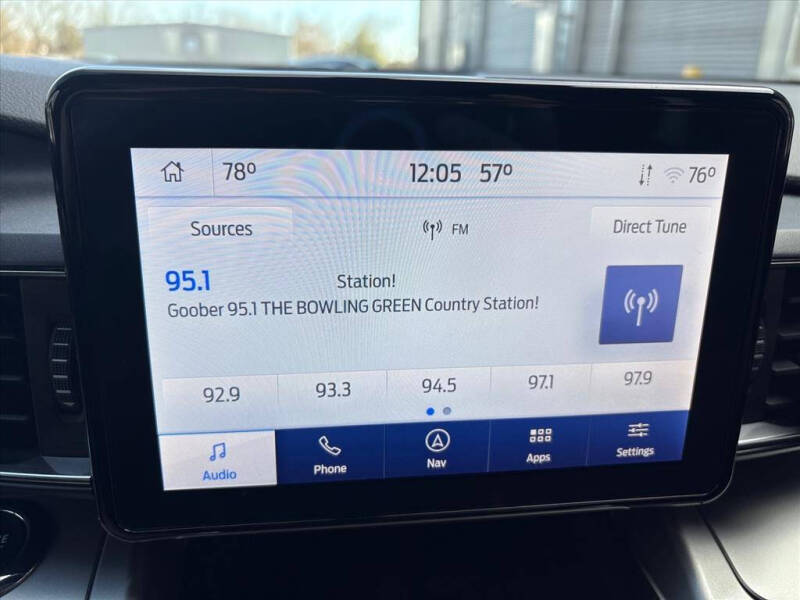 78° 12:05 57° 76°
Sources FM Direct Tune
95.1 Station!
Goober 95.1 THE BOWLING GREEN Country Station!
92.9 93.3 94.5 97.1 97.9
Audio Phone Nav Apps Settings